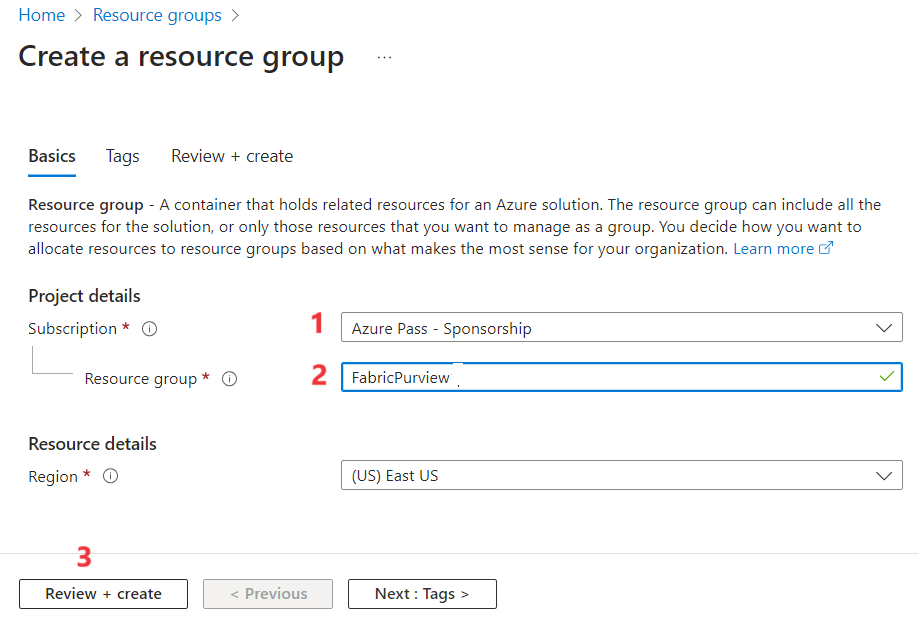 Home > Resource groups >
Create a resource group ...
Basics Tags Review + create
Resource group - A container that holds related resources for an Azure solution. The resource group can include all the
resources for the solution, or only those resources that you want to manage as a group. You decide how you want to
allocate resources to resource groups based on what makes the most sense for your organization. Learn more
Project details
Subscription * 1 Azure Pass - Sponsorship
Resource group * 2 FabricPurview
Resource details
Region * (US) East US
3
Review + create < Previous Next : Tags >